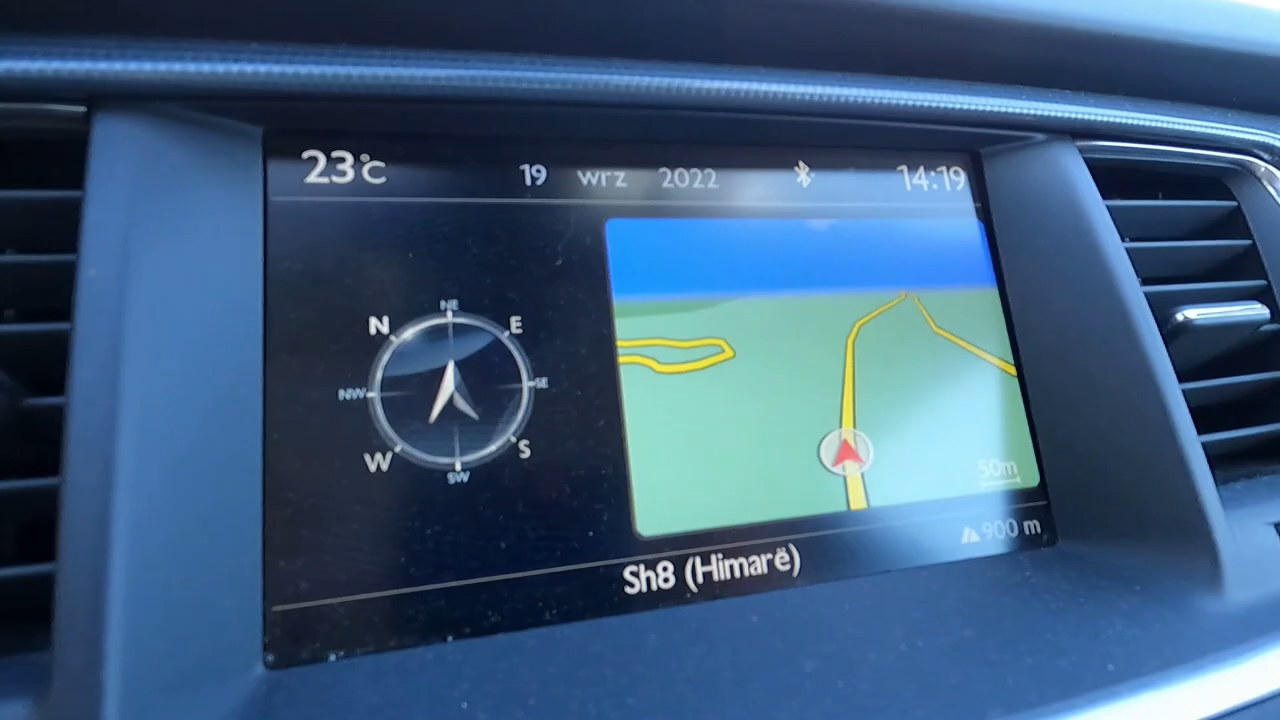 23°C 19 wrz 2022 14:19
NE
N E
NW SE
W S
SW
50m
900 m
Sh8 (Himarë)